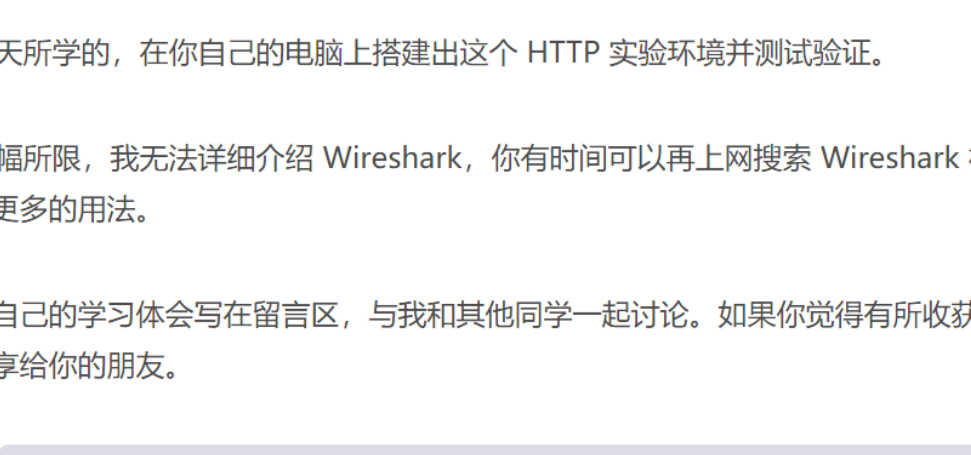 天所学的，在你自己的电脑上搭建出这个 HTTP 实验环境并测试验证。
幅所限，我无法详细介绍 Wireshark，你有时间可以再上网搜索 Wireshark
更多的用法。
自己的学习体会写在留言区，与我和其他同学一起讨论。如果你觉得有所收获
享给你的朋友。